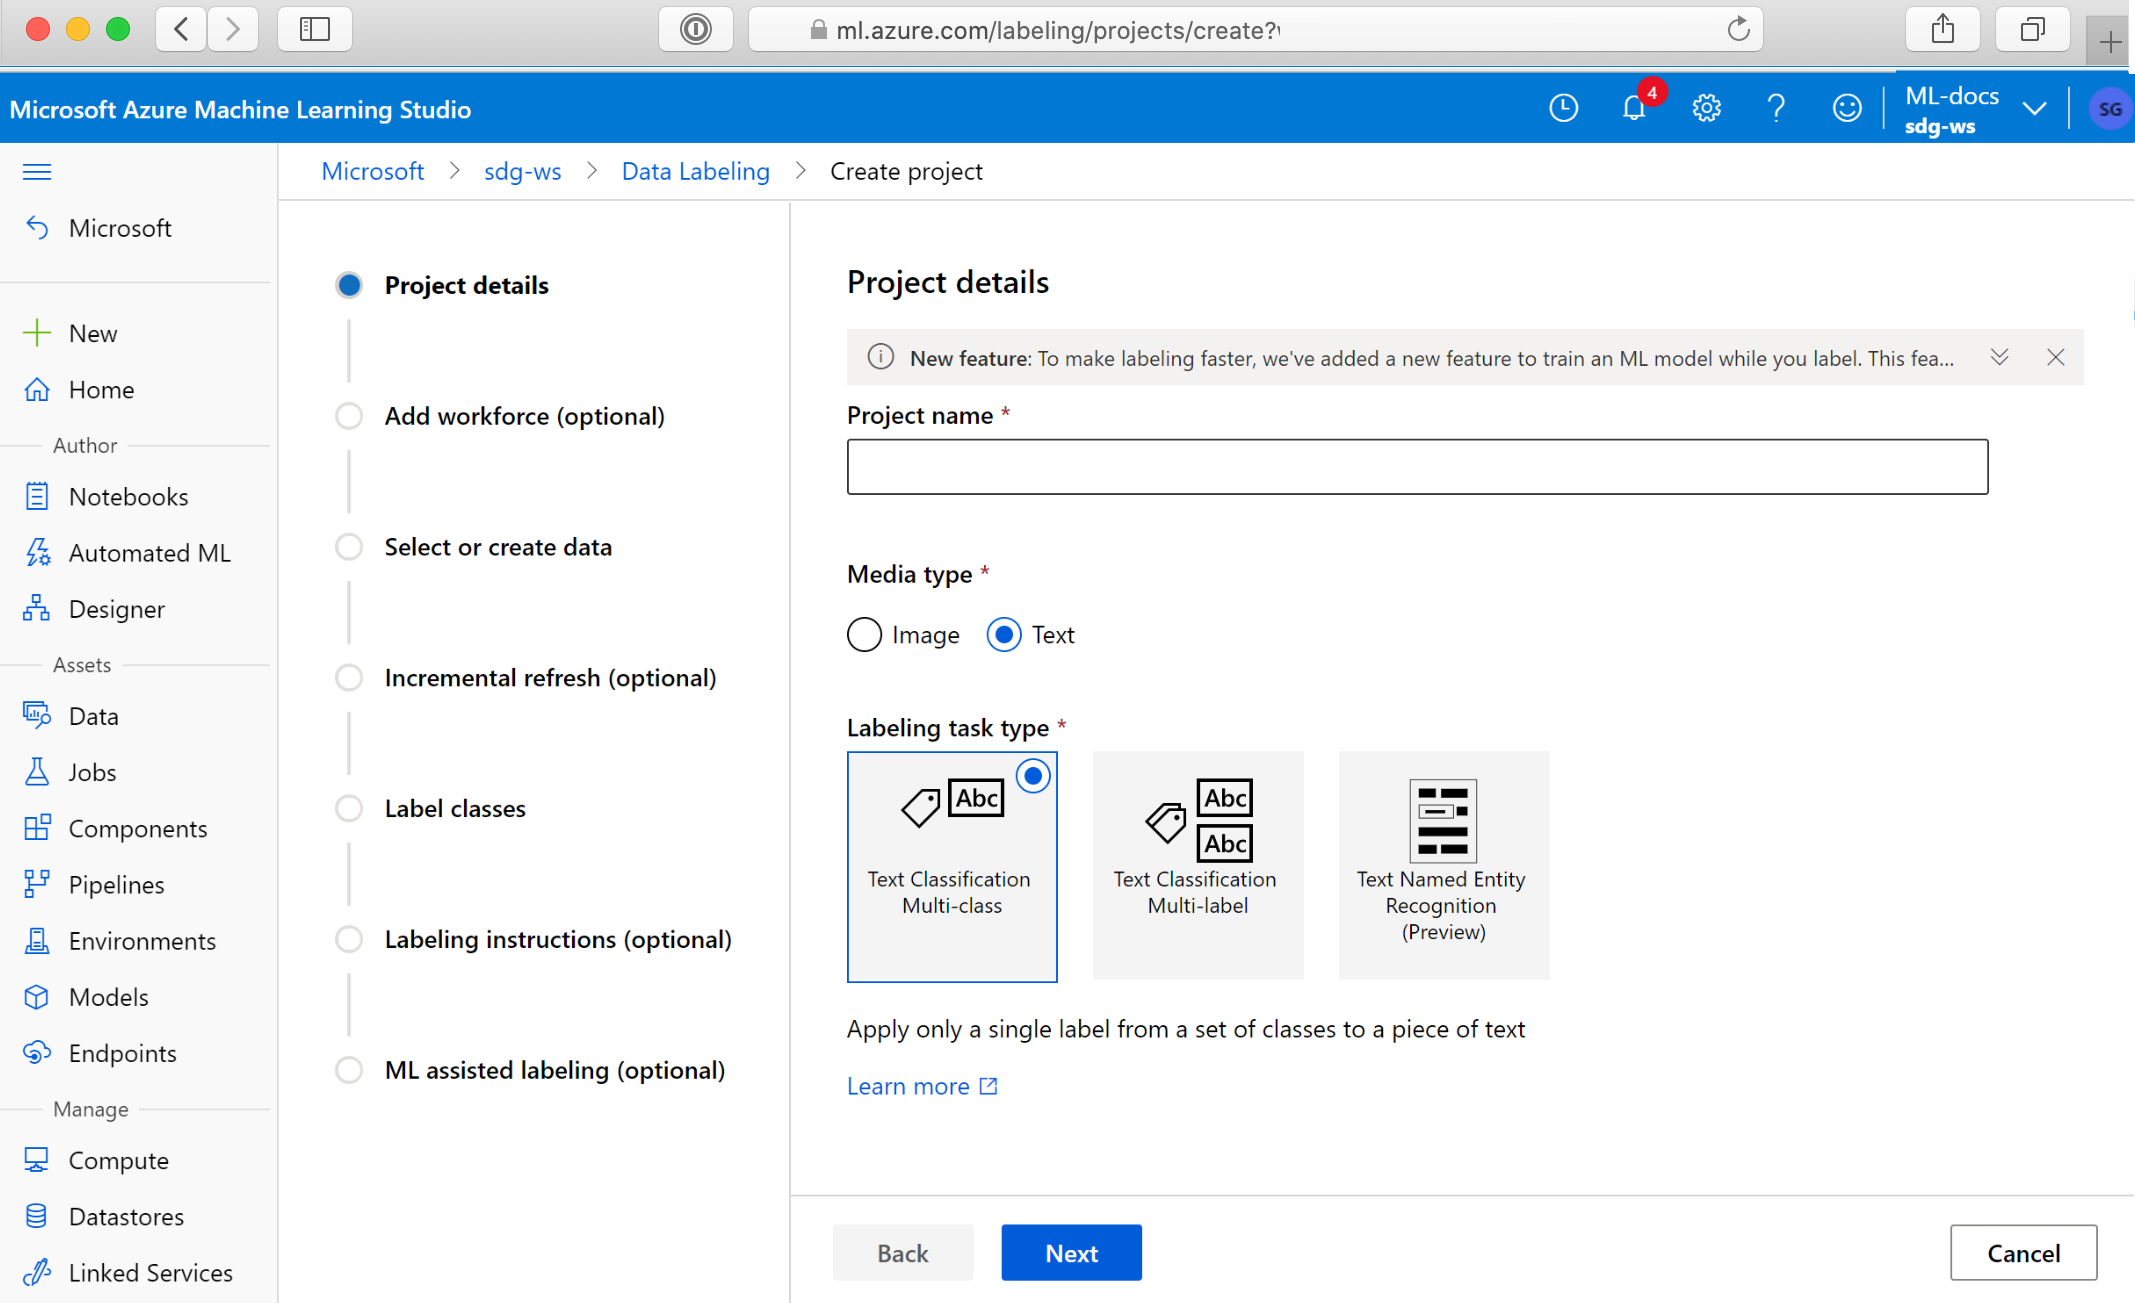 ml.azure.com/labeling/projects/create?
Microsoft Azure Machine Learning Studio
4
ML-docs
sdg-ws
SG
Microsoft
sdg-ws
Data Labeling
Create project
Microsoft
New
Home
Author
Notebooks
Automated ML
Designer
Assets
Data
Jobs
Components
Pipelines
Environments
Models
Endpoints
Manage
Compute
Datastores
Linked Services
Project details
Add workforce (optional)
Select or create data
Incremental refresh (optional)
Label classes
Labeling instructions (optional)
ML assisted labeling (optional)
Project details
New feature: To make labeling faster, we've added a new feature to train an ML model while you label. This fea...
Project name *
Media type *
Image
Text
Labeling task type *
Abc
Text Classification
Multi-class
Abc
Abc
Text Classification
Multi-label
Text Named Entity
Recognition
(Preview)
Apply only a single label from a set of classes to a piece of text
Learn more
Back
Next
Cancel